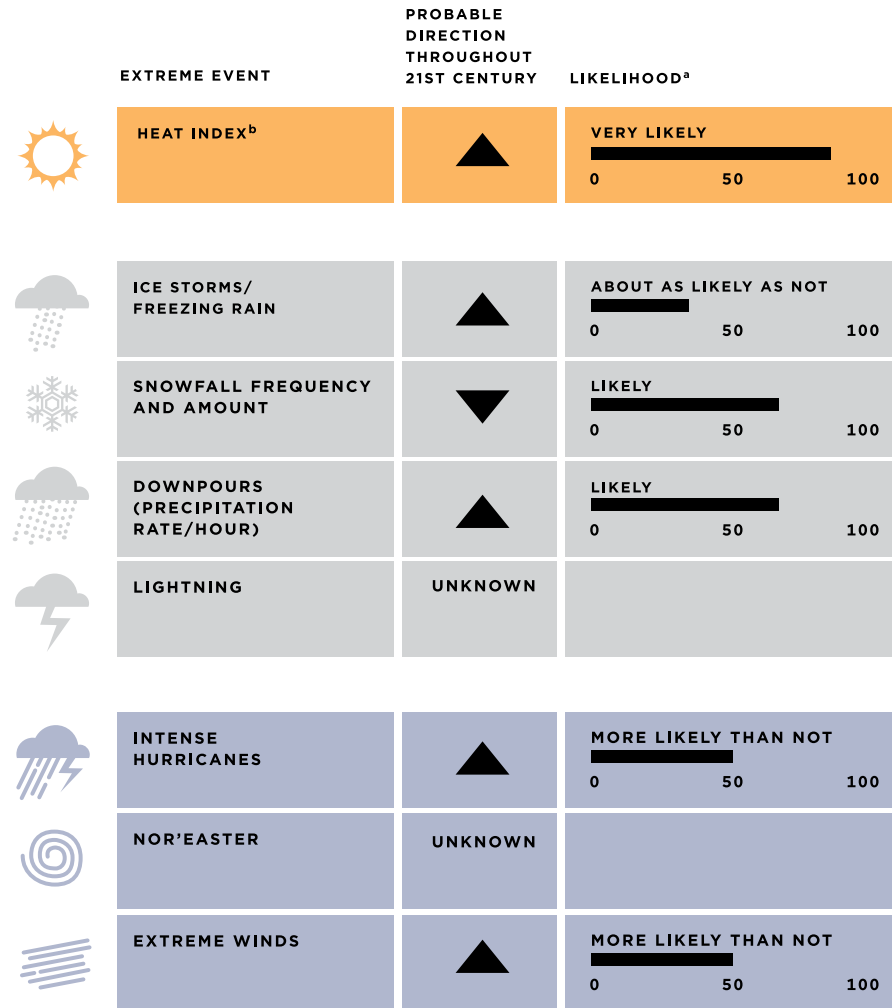 EXTREME EVENT
PROBABLE
DIRECTION
THROUGHOUT
21ST CENTURY
LIKELIHOODᵃ
HEAT INDEXᵇ
VERY LIKELY
0 50 100
ICE STORMS/
FREEZING RAIN
ABOUT AS LIKELY AS NOT
0 50 100
SNOWFALL FREQUENCY
AND AMOUNT
LIKELY
0 50 100
DOWNPOURS
(PRECIPITATION
RATE/HOUR)
LIKELY
0 50 100
LIGHTNING
UNKNOWN
INTENSE
HURRICANES
MORE LIKELY THAN NOT
0 50 100
NOR'EASTER
UNKNOWN
EXTREME WINDS
MORE LIKELY THAN NOT
0 50 100